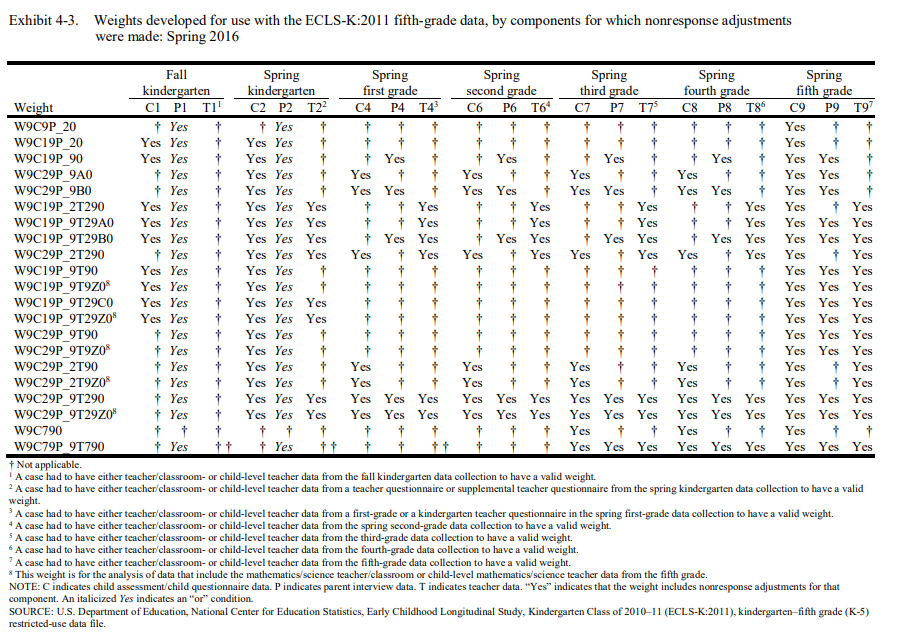 Exhibit 4-3. Weights developed for use with the ECLS-K:2011 fifth-grade data, by components for which nonresponse adjustments
were made: Spring 2016
Fall Spring Spring Spring Spring Spring Spring
kindergarten kindergarten first grade second grade third grade fourth grade fifth grade
Weight C1 P1 T1¹ C2 P2 T2² C4 P4 T4³ C6 P6 T6⁴ C7 P7 T7⁵ C8 P8 T8⁶ C9 P9 T9⁷
W9C9P_20 † Yes † † Yes † † † † † † † † † † † † † Yes † †
W9C19P_20 Yes Yes † Yes Yes † † † † † † † † † † † † † Yes † †
W9C19P_90 Yes Yes † Yes Yes † † Yes † † Yes † † Yes † † Yes † Yes Yes †
W9C29P_9A0 † Yes † Yes Yes † Yes † † Yes † † Yes † † Yes † † Yes Yes †
W9C29P_9B0 † Yes † Yes Yes † Yes Yes † Yes Yes † Yes Yes † Yes Yes † Yes Yes †
W9C19P_2T290 Yes Yes † Yes Yes Yes † † Yes † † Yes † † Yes † † Yes Yes † Yes
W9C19P_9T29A0 Yes Yes † Yes Yes Yes † † Yes † † Yes † † Yes † † Yes Yes Yes Yes
W9C19P_9T29B0 Yes Yes † Yes Yes Yes † Yes Yes † Yes Yes † Yes Yes † Yes Yes Yes Yes Yes
W9C29P_2T290 † Yes † Yes Yes Yes Yes † Yes Yes † Yes Yes † Yes Yes † Yes Yes † Yes
W9C19P_9T90 Yes Yes † Yes Yes † † † † † † † † † † † † † Yes Yes Yes
W9C19P_9T9Z0⁸ Yes Yes † Yes Yes † † † † † † † † † † † † † Yes Yes Yes
W9C19P_9T29C0 Yes Yes † Yes Yes Yes † † † † † † † † † † † † Yes Yes Yes
W9C19P_9T29Z0⁸ Yes Yes † Yes Yes Yes † † † † † † † † † † † † Yes Yes Yes
W9C29P_9T90 † Yes † Yes Yes † † † † † † † † † † † † † Yes Yes Yes
W9C29P_9T9Z0⁸ † Yes † Yes Yes † † † † † † † † † † † † † Yes Yes Yes
W9C29P_2T90 † Yes † Yes Yes † Yes † † Yes † † Yes † † Yes † † Yes † Yes
W9C29P_2T9Z0⁸ † Yes † Yes Yes † Yes † † Yes † † Yes † † Yes † † Yes † Yes
W9C29P_9T290 † Yes † Yes Yes Yes Yes Yes Yes Yes Yes Yes Yes Yes Yes Yes Yes Yes Yes Yes Yes
W9C29P_9T29Z0⁸ † Yes † Yes Yes Yes Yes Yes Yes Yes Yes Yes Yes Yes Yes Yes Yes Yes Yes Yes Yes
W9C790 † † † † † † † † † † † † Yes † † Yes † † Yes † †
W9C79P_9T790 † Yes † † † Yes † † † † † † † † † Yes Yes Yes Yes Yes Yes Yes Yes Yes
† Not applicable.
¹ A case had to have either teacher/classroom- or child-level teacher data from the fall kindergarten data collection to have a valid weight.
² A case had to have either teacher/classroom- or child-level teacher data from a teacher questionnaire or supplemental teacher questionnaire from the spring kindergarten data collection to have a valid
weight.
³ A case had to have either teacher/classroom- or child-level teacher data from a first-grade or a kindergarten teacher questionnaire in the spring first-grade data collection to have a valid weight.
⁴ A case had to have either teacher/classroom- or child-level teacher data from the spring second-grade data collection to have a valid weight.
⁵ A case had to have either teacher/classroom- or child-level teacher data from the third-grade data collection to have a valid weight.
⁶ A case had to have either teacher/classroom- or child-level teacher data from the fourth-grade data collection to have a valid weight.
⁷ A case had to have either teacher/classroom- or child-level teacher data from the fifth-grade data collection to have a valid weight.
⁸ This weight is for the analysis of data that include the mathematics/science teacher/classroom or child-level mathematics/science teacher data from the fifth grade.
NOTE: C indicates child assessment/child questionnaire data. P indicates parent interview data. T indicates teacher data. “Yes” indicates that the weight includes nonresponse adjustments for that
component. An italicized Yes indicates an “or” condition.
SOURCE: U.S. Department of Education, National Center for Education Statistics, Early Childhood Longitudinal Study, Kindergarten Class of 2010–11 (ECLS-K:2011), kindergarten–fifth grade (K-5)
restricted-use data file.